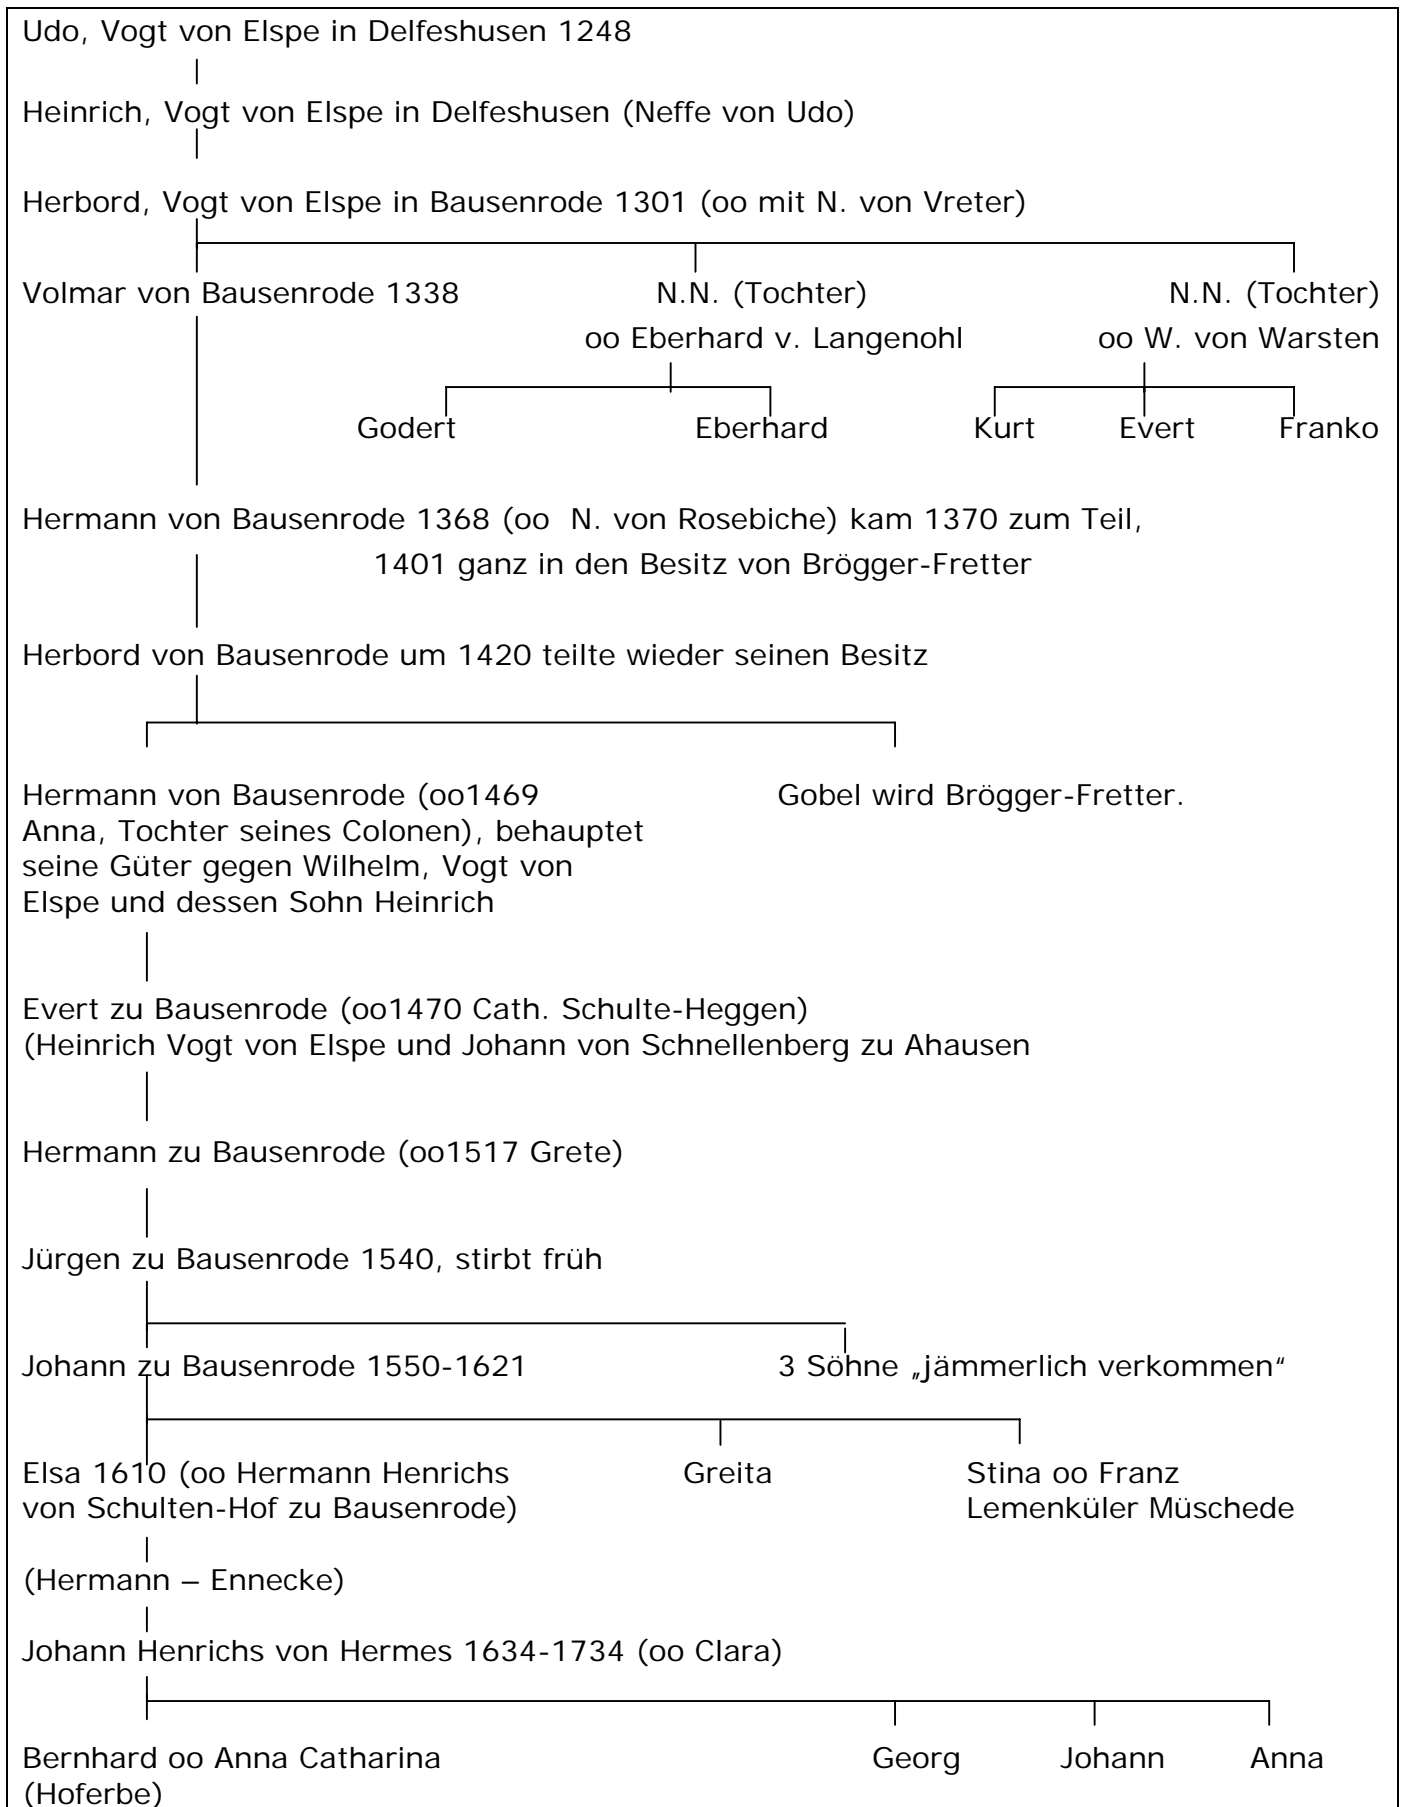 Udo, Vogt von Elspe in Delfeshusen 1248
Heinrich, Vogt von Elspe in Delfeshusen (Neffe von Udo)
Herbord, Vogt von Elspe in Bausenrode 1301 (oo mit N. von Vreter)
Volmar von Bausenrode 1338 N.N. (Tochter) N.N. (Tochter)
oo Eberhard v. Langenohl oo W. von Warsten
Godert Eberhard Kurt Evert Franko
Hermann von Bausenrode 1368 (oo N. von Rosebiche) kam 1370 zum Teil,
1401 ganz in den Besitz von Brögger-Fretter
Herbord von Bausenrode um 1420 teilte wieder seinen Besitz
Hermann von Bausenrode (oo1469 Gobel wird Brögger-Fretter.
Anna, Tochter seines Colonen), behauptet
seine Güter gegen Wilhelm, Vogt von
Elspe und dessen Sohn Heinrich
Evert zu Bausenrode (oo1470 Cath. Schulte-Heggen)
(Heinrich Vogt von Elspe und Johann von Schnellenberg zu Ahausen
Hermann zu Bausenrode (oo1517 Grete)
Jürgen zu Bausenrode 1540, stirbt früh
Johann zu Bausenrode 1550-1621 3 Söhne „jämmerlich verkommen“
Elsa 1610 (oo Hermann Henrichs Greita Stina oo Franz
von Schulten-Hof zu Bausenrode) Lemenküler Müschede
(Hermann – Ennecke)
Johann Henrichs von Hermes 1634-1734 (oo Clara)
Bernhard oo Anna Catharina Georg Johann Anna
(Hoferbe)